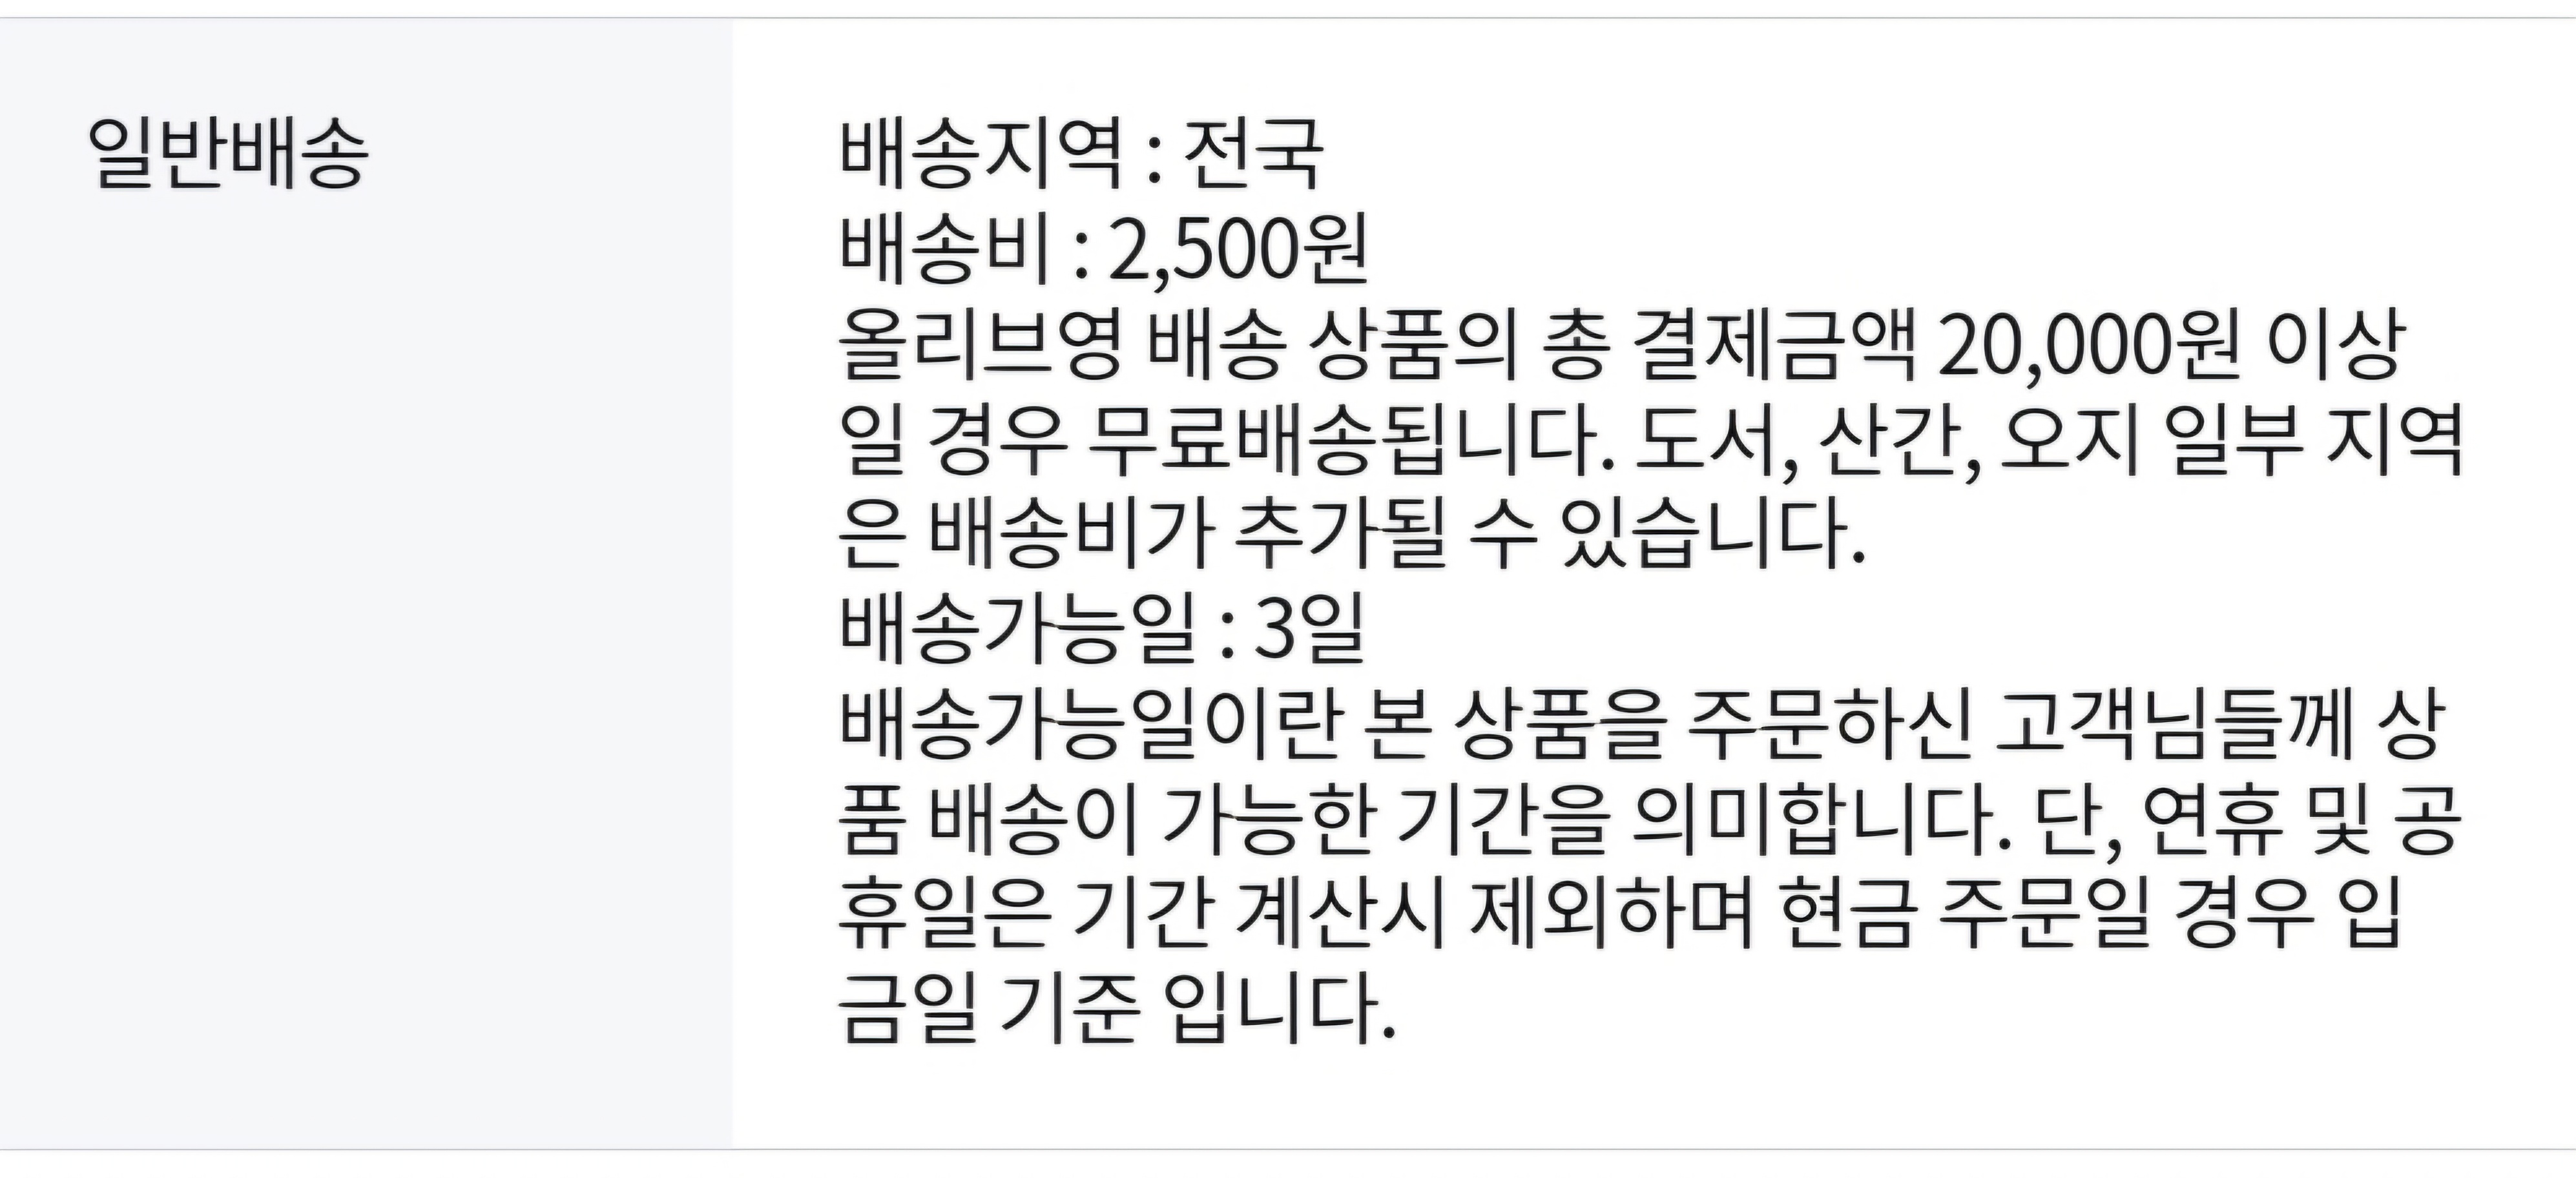 일반배송
배송지역 : 전국
배송비 : 2,500원
올리브영 배송 상품의 총 결제금액 20,000원 이상
일 경우 무료배송됩니다. 도서, 산간, 오지 일부 지역
은 배송비가 추가될 수 있습니다.
배송가능일 : 3일
배송가능일이란 본 상품을 주문하신 고객님들께 상
품 배송이 가능한 기간을 의미합니다. 단, 연휴 및 공
휴일은 기간 계산시 제외하며 현금 주문일 경우 입
금일 기준 입니다.